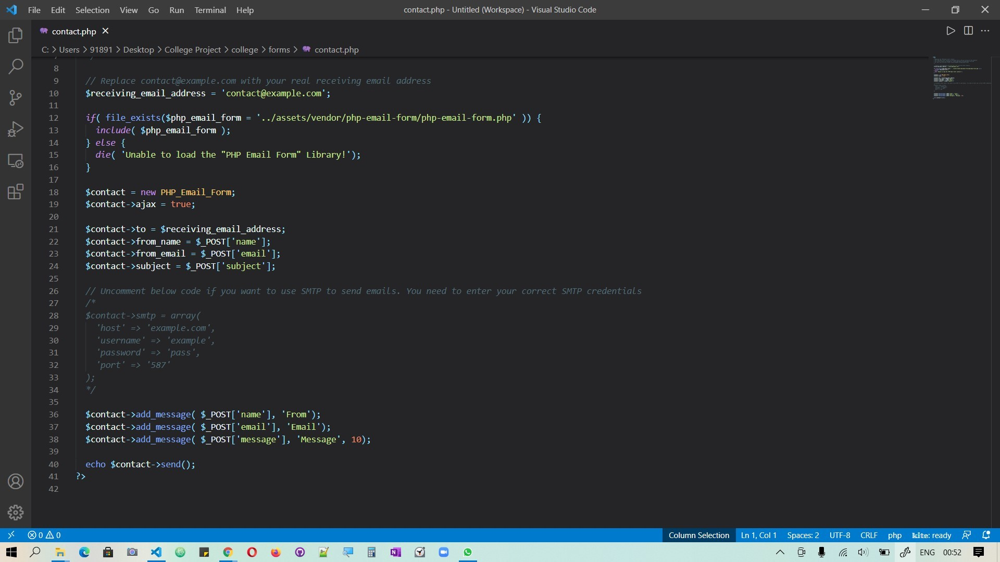 File Edit Selection View Go Run Terminal Help
contact.php - Untitled (Workspace) - Visual Studio Code
contact.php
C: > Users > 91891 > Desktop > College Project > college > forms > contact.php
8
9 // Replace contact@example.com with your real receiving email address
10 $receiving_email_address = 'contact@example.com';
11
12 if( file_exists($php_email_form = '../assets/vendor/php-email-form/php-email-form.php' )) {
13 include( $php_email_form );
14 } else {
15 die( 'Unable to load the "PHP Email Form" Library!');
16 }
17
18 $contact = new PHP_Email_Form;
19 $contact->ajax = true;
20
21 $contact->to = $receiving_email_address;
22 $contact->from_name = $_POST['name'];
23 $contact->from_email = $_POST['email'];
24 $contact->subject = $_POST['subject'];
25
26 // Uncomment below code if you want to use SMTP to send emails. You need to enter your correct SMTP credentials
27 /*
28 $contact->smtp = array(
29 'host' => 'example.com',
30 'username' => 'example',
31 'password' => 'pass',
32 'port' => '587'
33 );
34 */
35
36 $contact->add_message( $_POST['name'], 'From');
37 $contact->add_message( $_POST['email'], 'Email');
38 $contact->add_message( $_POST['message'], 'Message', 10);
39
40 echo $contact->send();
41 ?>
42
0 0 Column Selection Ln 1, Col 1 Spaces: 2 UTF-8 CRLF php kite: ready
ENG 00:52